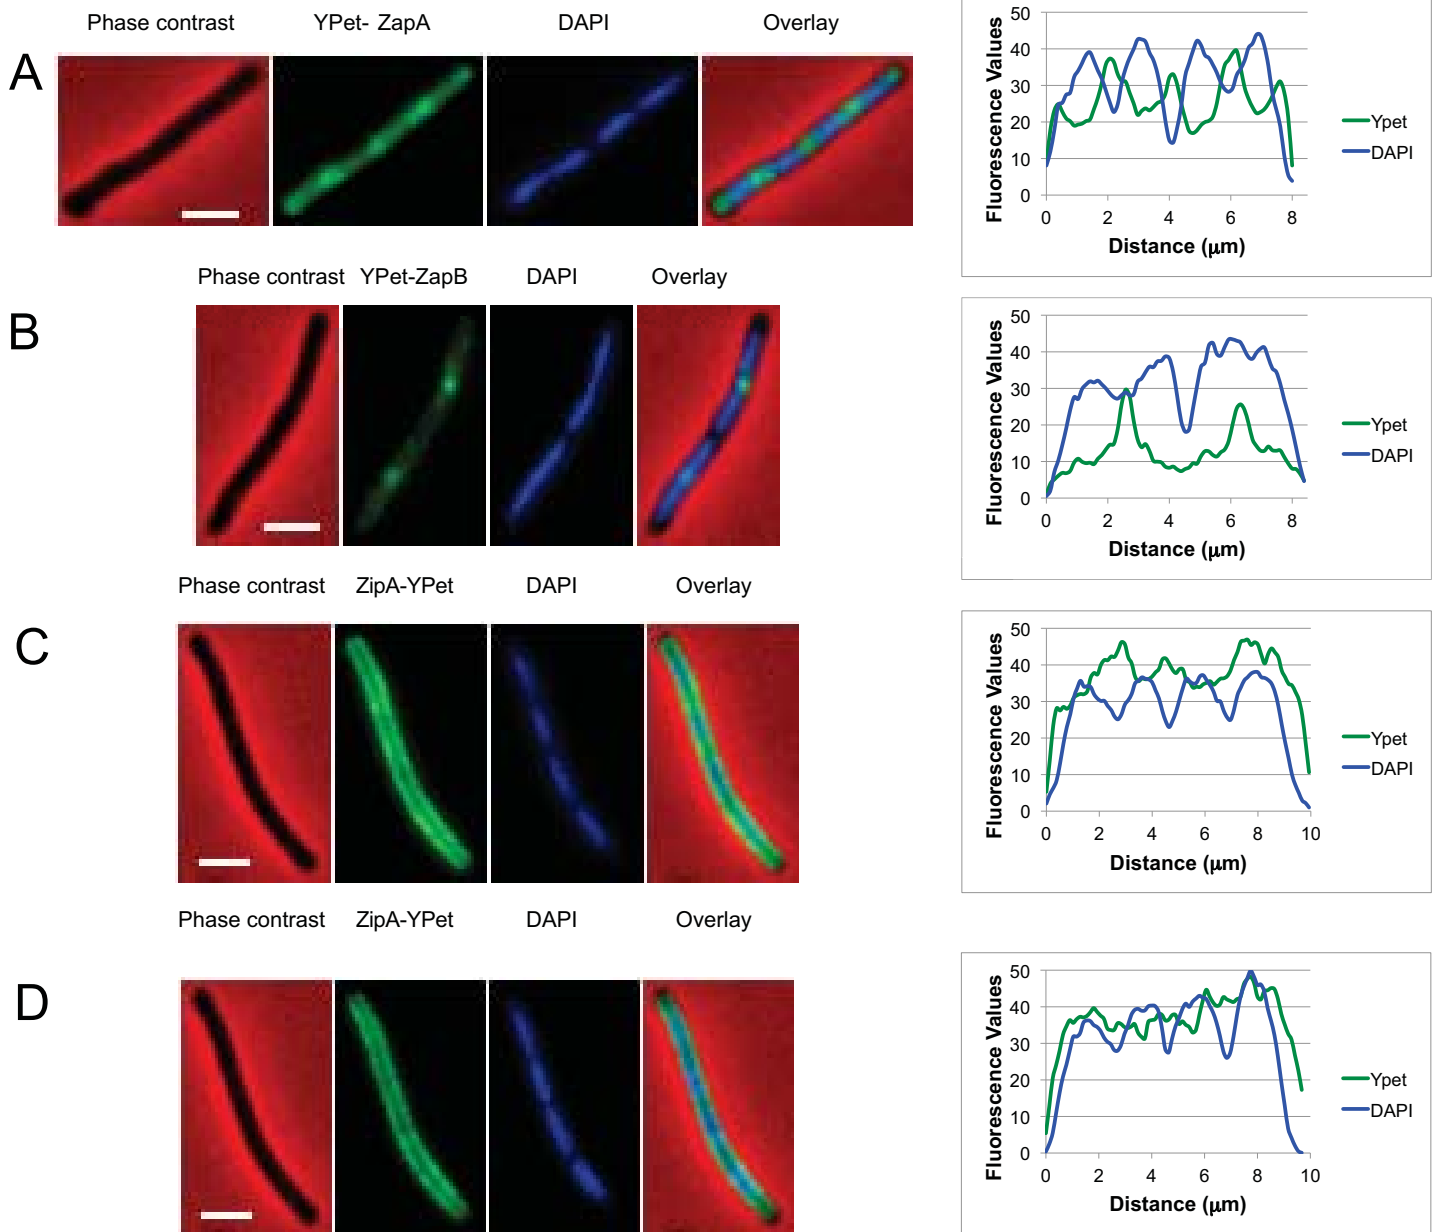 Phase contrast YPet- ZapA DAPI Overlay
A
50
40
30
20
10
0
0 2 4 6 8
Fluorescence Values
Distance (μm)
Ypet
DAPI
Phase contrast YPet-ZapB DAPI Overlay
B
50
40
30
20
10
0
0 2 4 6 8
Fluorescence Values
Distance (μm)
Ypet
DAPI
Phase contrast ZipA-YPet DAPI Overlay
C
50
40
30
20
10
0
0 2 4 6 8 10
Fluorescence Values
Distance (μm)
Ypet
DAPI
Phase contrast ZipA-YPet DAPI Overlay
D
50
40
30
20
10
0
0 2 4 6 8 10
Fluorescence Values
Distance (μm)
Ypet
DAPI